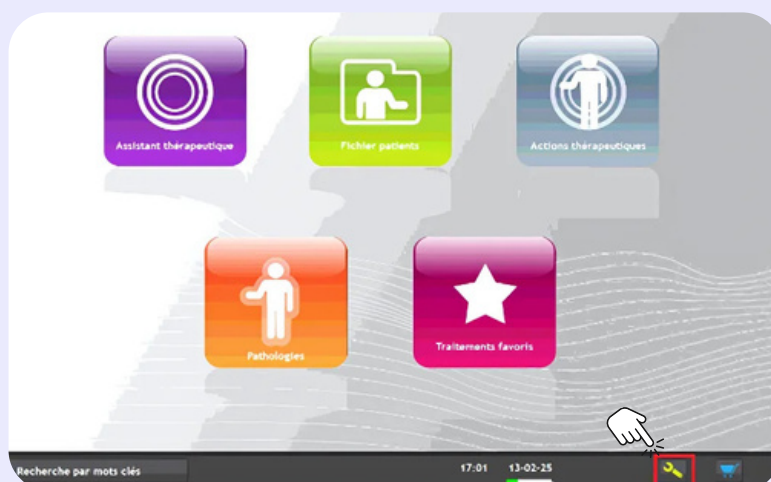 Assistant thérapeutique
Fichier patients
Actions thérapeutiques
Pathologies
Traitements favoris
Recherche par mots clés
17:01 13-02-25